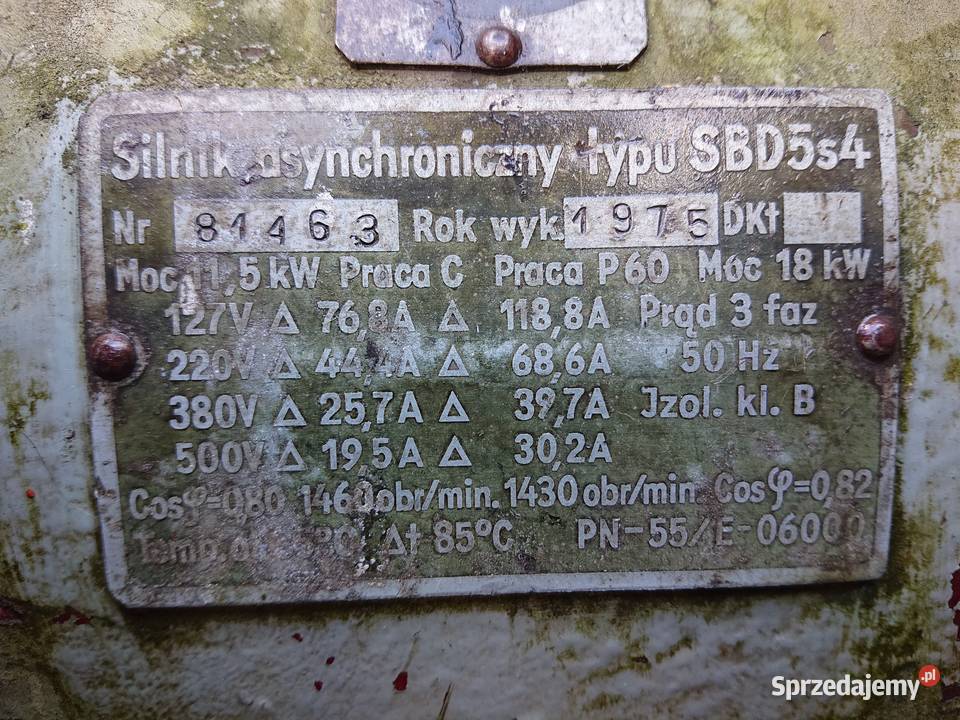 Silnik asynchroniczny typu SBD5s4
Nr 81463 Rok wyk. 1975 DKt
Moc 11,5 kW Praca C Praca P60 Moc 18 kW
127V Δ 76,8A Δ 118,8A Prąd 3 faz
220V Δ 44,4A Δ 68,6A 50 Hz
380V Δ 25,7A Δ 39,7A Jzol. kl. B
500V Δ 19,5A Δ 30,2A
Cosφ=0,80 1460obr/min. 1430obr/min Cosφ=0,82
Δt 85°C PN-55/E-06000
Sprzedajemy.pl